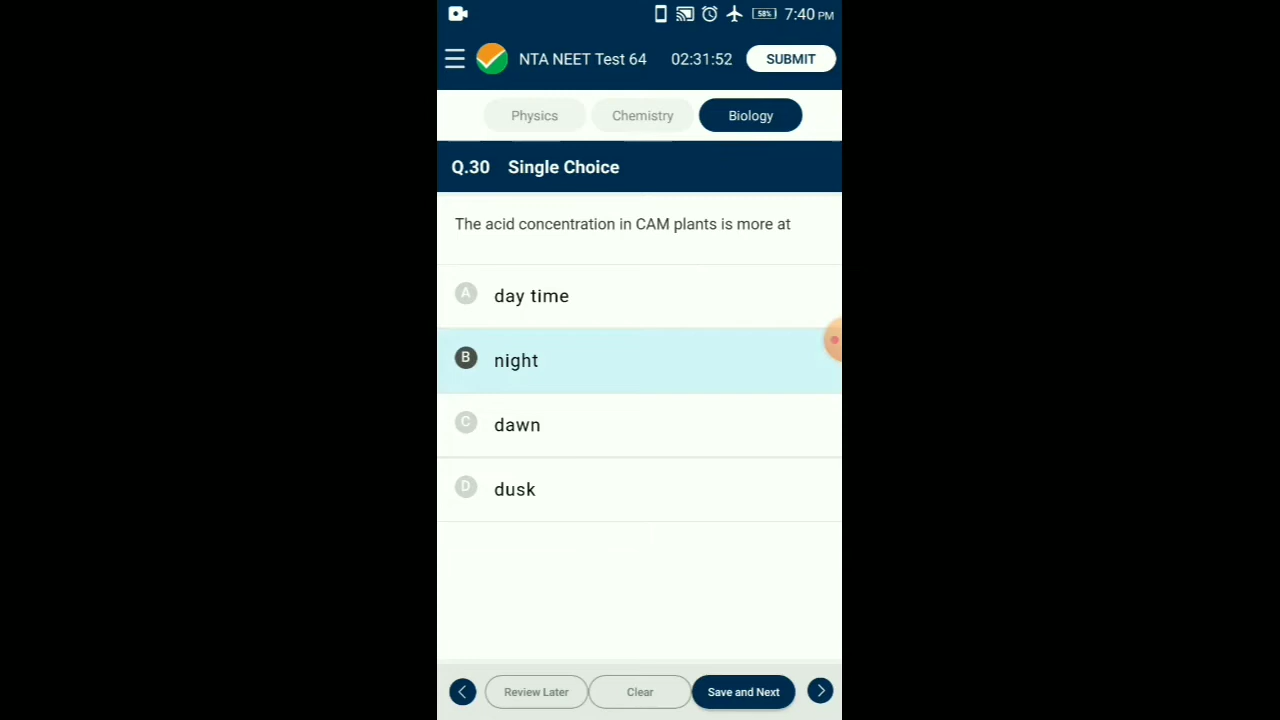 58% 7:40 PM
NTA NEET Test 64 02:31:52 SUBMIT
Physics Chemistry Biology
Q.30 Single Choice
The acid concentration in CAM plants is more at
A day time
B night
C dawn
D dusk
Review Later Clear Save and Next